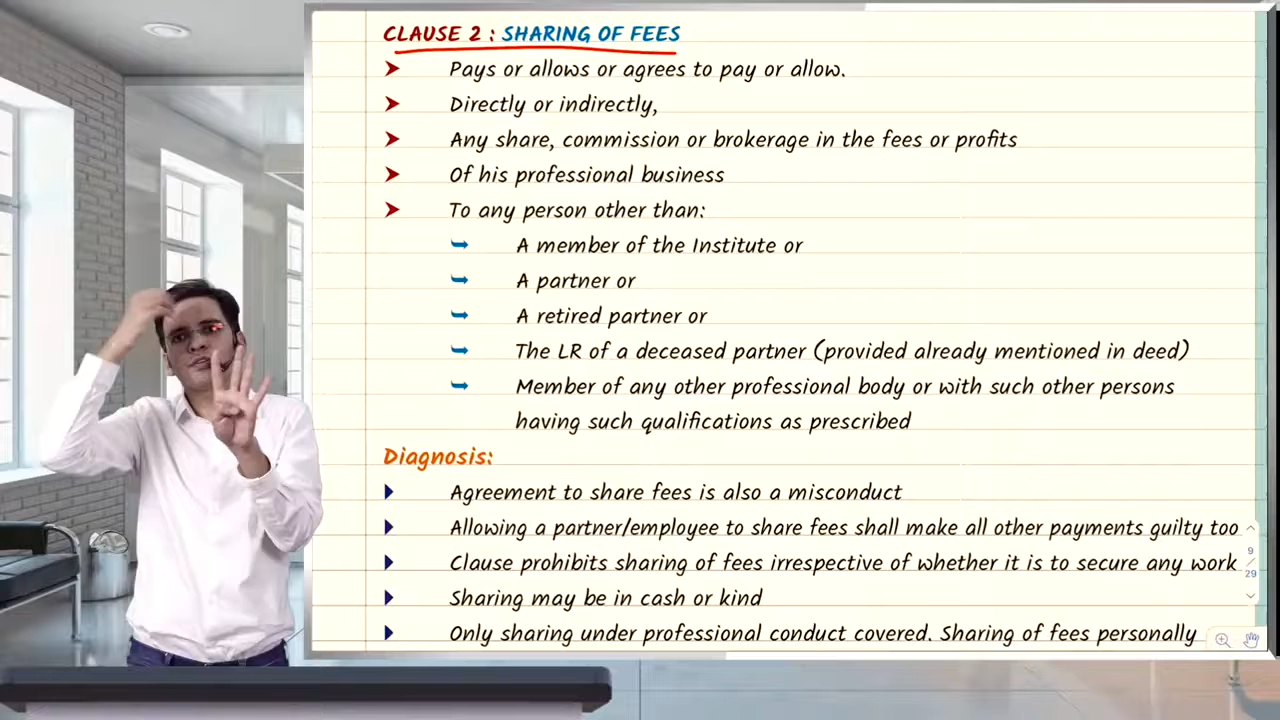 CLAUSE 2 : SHARING OF FEES
Pays or allows or agrees to pay or allow.
Directly or indirectly,
Any share, commission or brokerage in the fees or profits
Of his professional business
To any person other than:
A member of the Institute or
A partner or
A retired partner or
The LR of a deceased partner (provided already mentioned in deed)
Member of any other professional body or with such other persons
having such qualifications as prescribed
Diagnosis:
Agreement to share fees is also a misconduct
Allowing a partner/employee to share fees shall make all other payments guilty too
Clause prohibits sharing of fees irrespective of whether it is to secure any work
Sharing may be in cash or kind
Only sharing under professional conduct covered. Sharing of fees personally
9
/
29